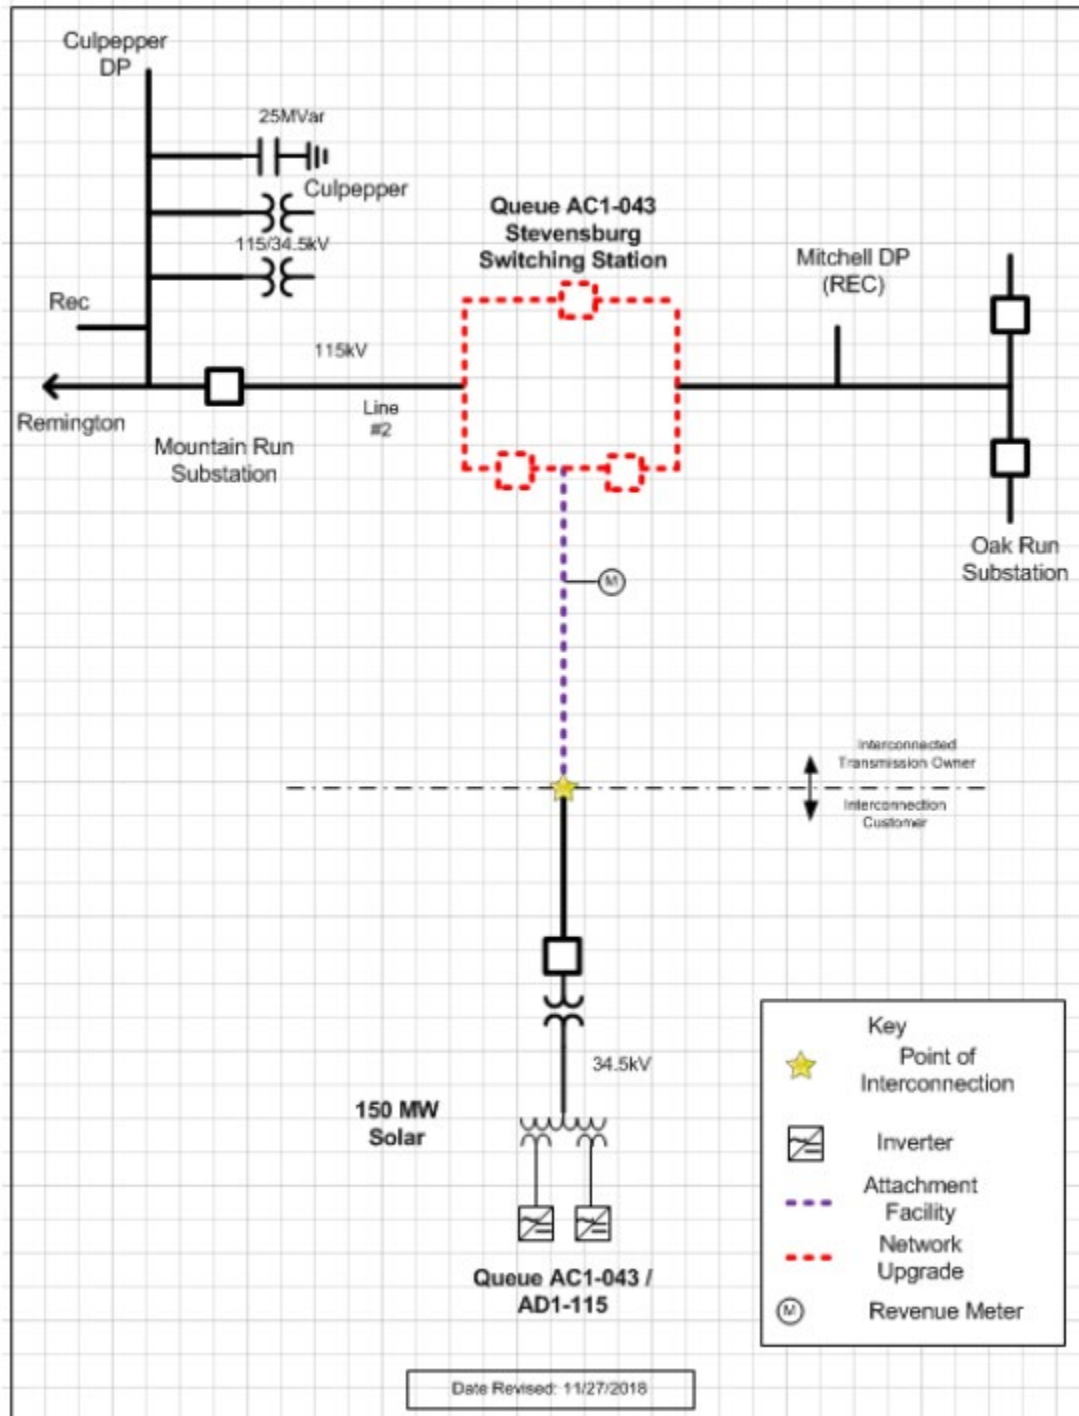 Culpepper
DP
25MVar
Culpepper
115/34.5kV
Rec
115kV
Remington
Line
#2
Mountain Run
Substation
Queue AC1-043
Stevensburg
Switching Station
Mitchell DP
(REC)
Oak Run
Substation
M
Interconnected
Transmission Owner
Interconnection
Customer
34.5kV
150 MW
Solar
Queue AC1-043 /
AD1-115
Key
Point of
Interconnection
Inverter
Attachment
Facility
Network
Upgrade
M
Revenue Meter
Date Revised: 11/27/2018